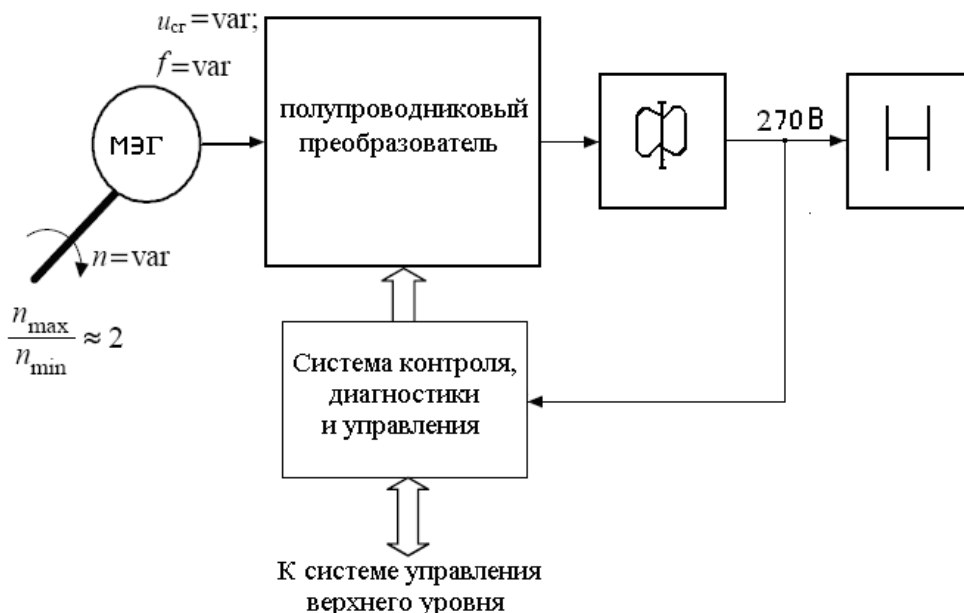 u_сг = var;
f = var
полупроводниковый
преобразователь
МЭГ
Ф
270 В
Н
n = var
n_max / n_min ≈ 2
Система контроля,
диагностики
и управления
К системе управления
верхнего уровня